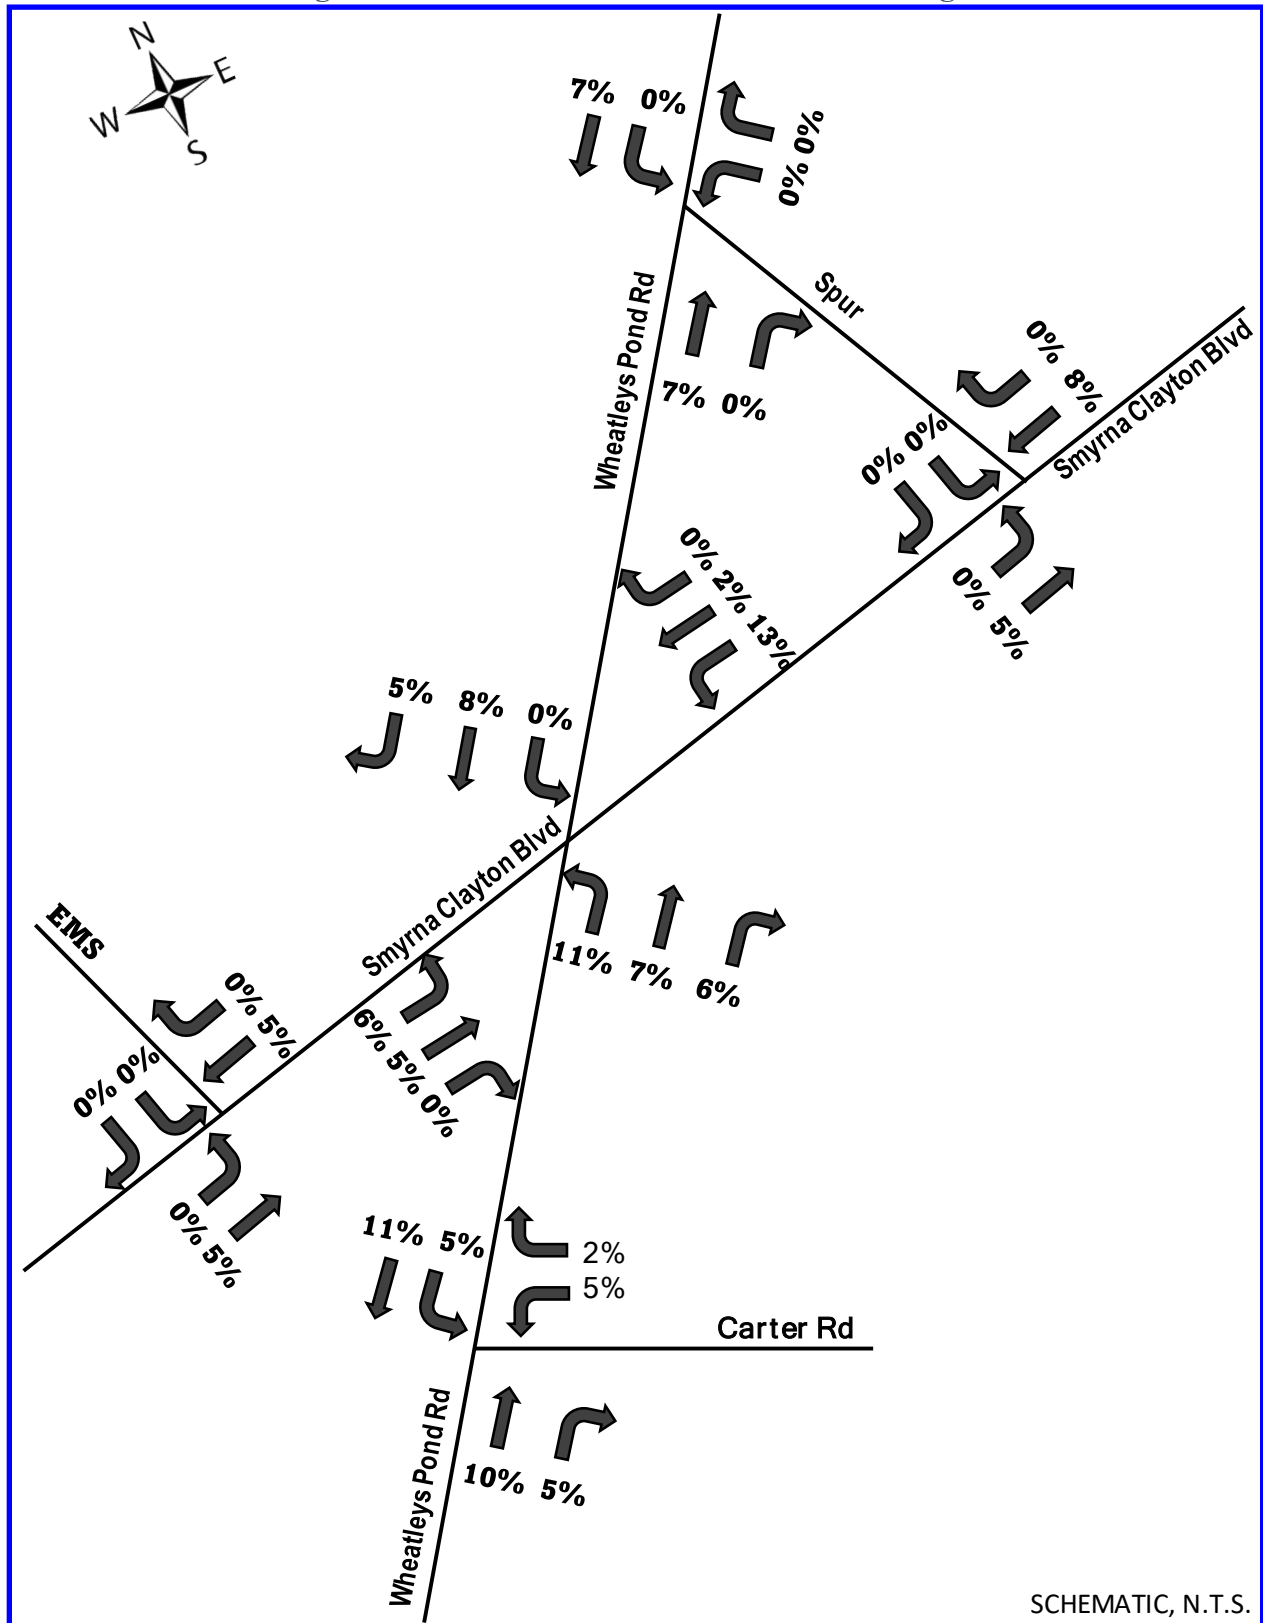 N
E
W
S
7% 0%
0% 0%
Spur
Wheatleys Pond Rd
7% 0%
0% 8%
Smyrna Clayton Blvd
0% 0%
0% 5%
0% 2% 13%
5% 8% 0%
Smyrna Clayton Blvd
11% 7% 6%
EMS
0% 5%
6% 5% 0%
0% 0%
0% 5%
11% 5%
2%
5%
Carter Rd
Wheatleys Pond Rd
10% 5%
SCHEMATIC, N.T.S.